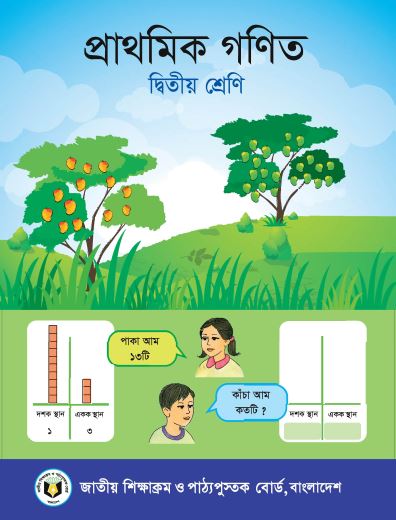 প্রাথমিক গণিত
দ্বিতীয় শ্রেণি
পাকা আম
১৩টি
কাঁচা আম
কতটি ?
দশক স্থান একক স্থান
১ ৩
দশক স্থান একক স্থান
জাতীয় শিক্ষাক্রম ও পাঠ্যপুস্তক বোর্ড, বাংলাদেশ